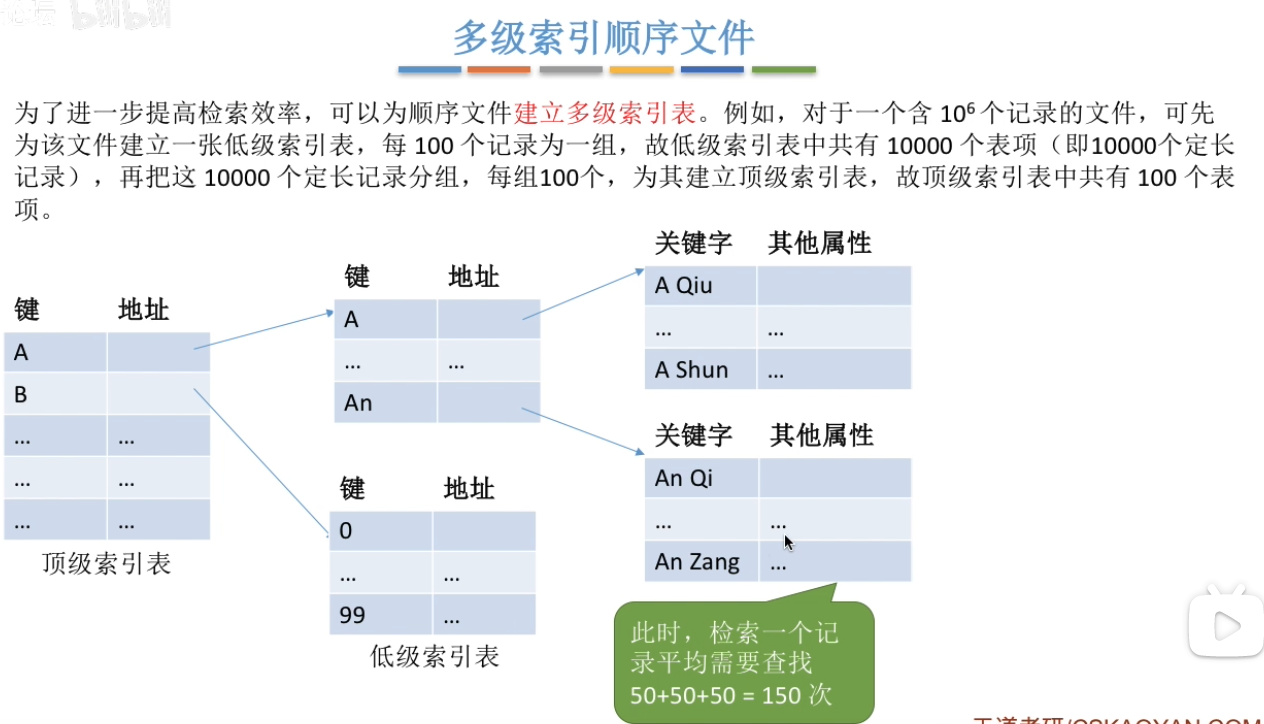 多级索引顺序文件
为了进一步提高检索效率，可以为顺序文件建立多级索引表。例如，对于一个含 10⁶ 个记录的文件，可先
为该文件建立一张低级索引表，每 100 个记录为一组，故低级索引表中共有 10000 个表项（即10000个定长
记录），再把这 10000 个定长记录分组，每组100个，为其建立顶级索引表，故顶级索引表中共有 100 个表
项。
键 地址
A
B
... ...
... ...
... ...
顶级索引表
键 地址
A
... ...
An
键 地址
0
... ...
99 ...
低级索引表
关键字 其他属性
A Qiu
... ...
A Shun ...
关键字 其他属性
An Qi
... ...
An Zang ...
此时，检索一个记
录平均需要查找
50+50+50 = 150 次
王道考研/CSKAOYAN.COM